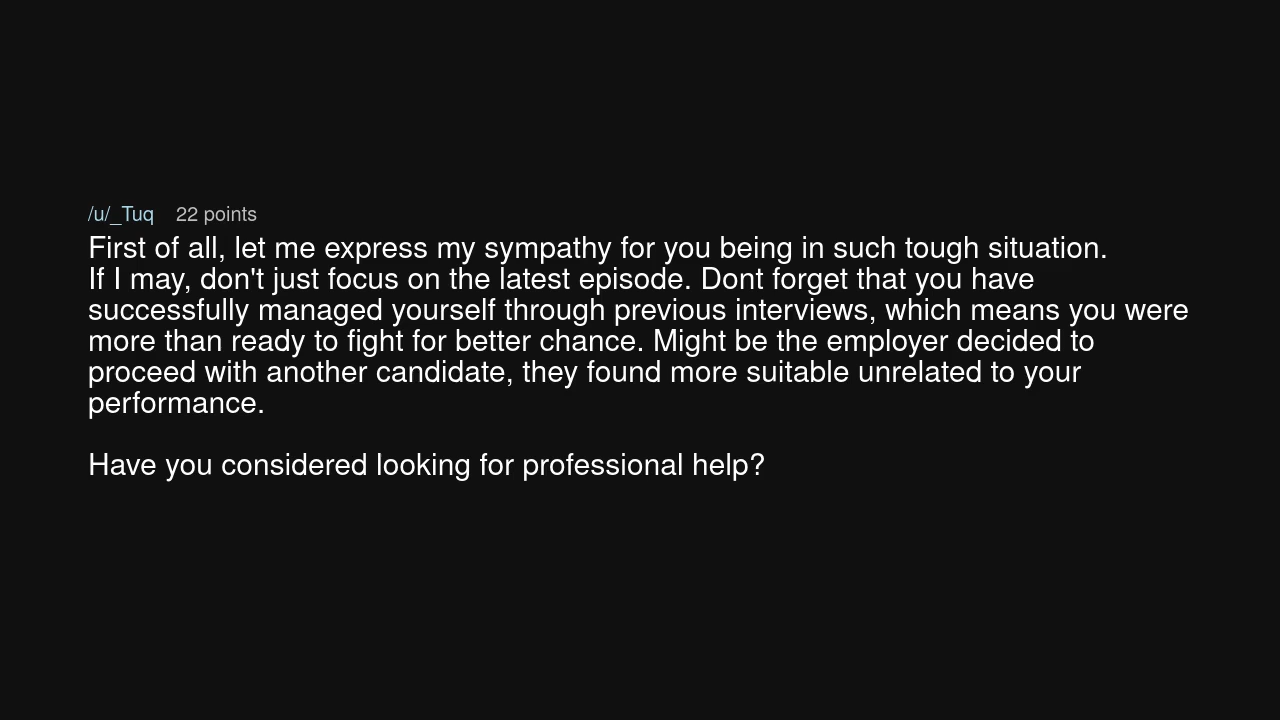 /u/_Tuq 22 points
First of all, let me express my sympathy for you being in such tough situation.
If I may, don't just focus on the latest episode. Dont forget that you have
successfully managed yourself through previous interviews, which means you were
more than ready to fight for better chance. Might be the employer decided to
proceed with another candidate, they found more suitable unrelated to your
performance.
Have you considered looking for professional help?